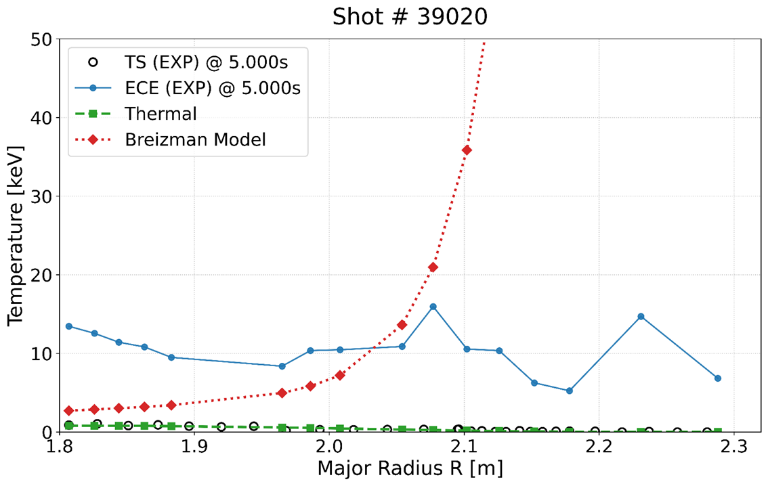 Shot # 39020
Temperature [keV]
50
40
30
20
10
0
TS (EXP) @ 5.000s
ECE (EXP) @ 5.000s
Thermal
Breizman Model
1.8
1.9
2.0
2.1
2.2
2.3
Major Radius R [m]